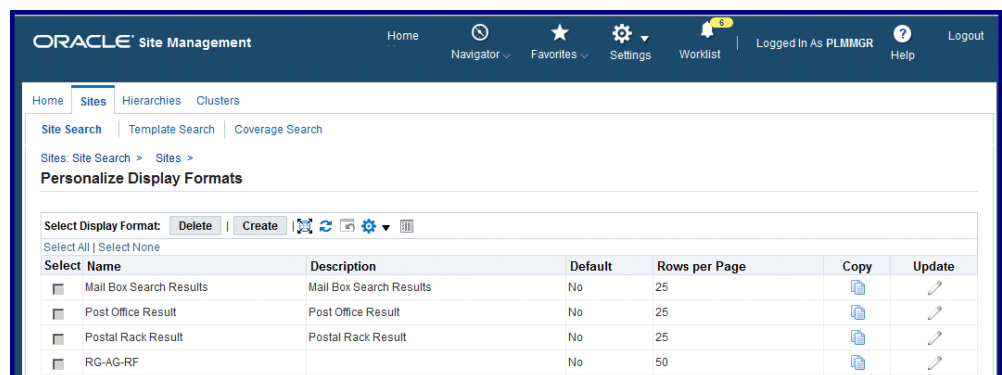 ORACLE® Site Management
Home
Navigator
Favorites
Settings
6
Worklist
Logged In As PLMMGR
?
Help
Logout
Home Sites Hierarchies Clusters
Site Search | Template Search | Coverage Search
Sites: Site Search > Sites >
Personalize Display Formats
Select Display Format: Delete | Create |
Select All | Select None
Select Name Description Default Rows per Page Copy Update
Mail Box Search Results Mail Box Search Results No 25
Post Office Result Post Office Result No 25
Postal Rack Result Postal Rack Result No 25
RG-AG-RF No 50